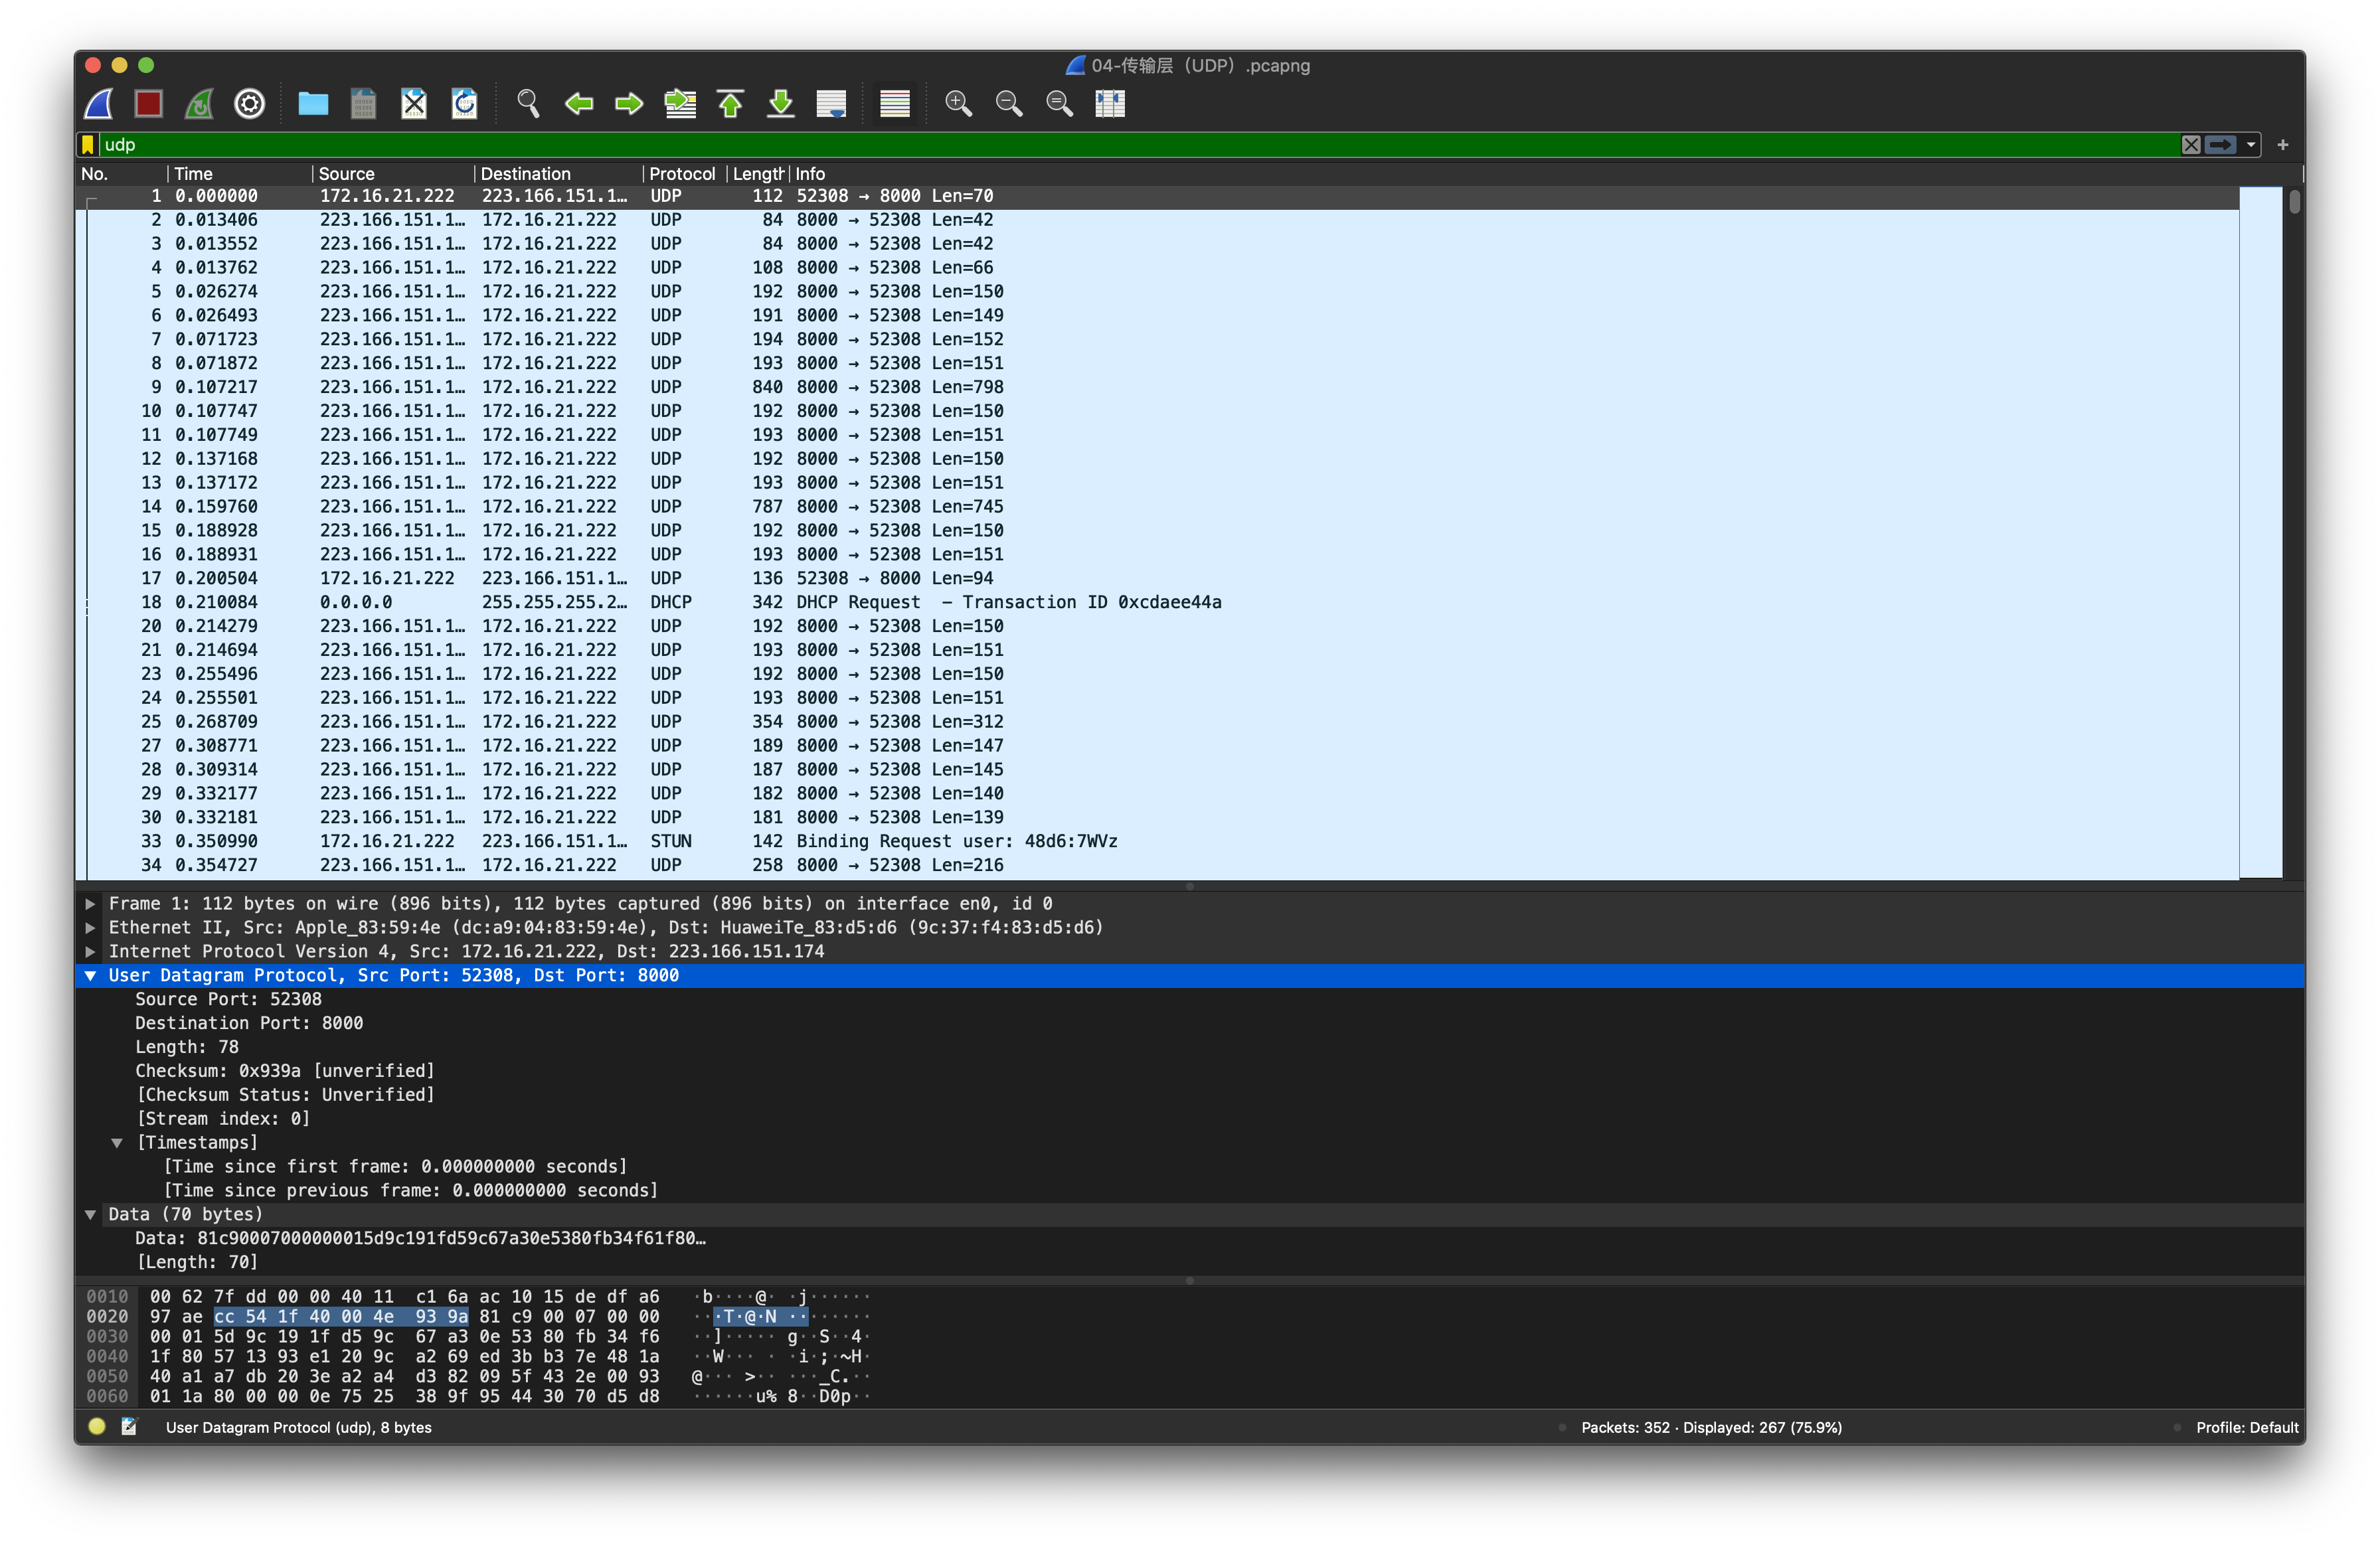 04-传输层（UDP）.pcapng
udp
No. Time Source Destination Protocol Length Info
1 0.000000 172.16.21.222 223.166.151.1… UDP 112 52308 → 8000 Len=70
2 0.013406 223.166.151.1… 172.16.21.222 UDP 84 8000 → 52308 Len=42
3 0.013552 223.166.151.1… 172.16.21.222 UDP 84 8000 → 52308 Len=42
4 0.013762 223.166.151.1… 172.16.21.222 UDP 108 8000 → 52308 Len=66
5 0.026274 223.166.151.1… 172.16.21.222 UDP 192 8000 → 52308 Len=150
6 0.026493 223.166.151.1… 172.16.21.222 UDP 191 8000 → 52308 Len=149
7 0.071723 223.166.151.1… 172.16.21.222 UDP 194 8000 → 52308 Len=152
8 0.071872 223.166.151.1… 172.16.21.222 UDP 193 8000 → 52308 Len=151
9 0.107217 223.166.151.1… 172.16.21.222 UDP 840 8000 → 52308 Len=798
10 0.107747 223.166.151.1… 172.16.21.222 UDP 192 8000 → 52308 Len=150
11 0.107749 223.166.151.1… 172.16.21.222 UDP 193 8000 → 52308 Len=151
12 0.137168 223.166.151.1… 172.16.21.222 UDP 192 8000 → 52308 Len=150
13 0.137172 223.166.151.1… 172.16.21.222 UDP 193 8000 → 52308 Len=151
14 0.159760 223.166.151.1… 172.16.21.222 UDP 787 8000 → 52308 Len=745
15 0.188928 223.166.151.1… 172.16.21.222 UDP 192 8000 → 52308 Len=150
16 0.188931 223.166.151.1… 172.16.21.222 UDP 193 8000 → 52308 Len=151
17 0.200504 172.16.21.222 223.166.151.1… UDP 136 52308 → 8000 Len=94
18 0.210084 0.0.0.0 255.255.255.2… DHCP 342 DHCP Request – Transaction ID 0xcdaee44a
20 0.214279 223.166.151.1… 172.16.21.222 UDP 192 8000 → 52308 Len=150
21 0.214694 223.166.151.1… 172.16.21.222 UDP 193 8000 → 52308 Len=151
23 0.255496 223.166.151.1… 172.16.21.222 UDP 192 8000 → 52308 Len=150
24 0.255501 223.166.151.1… 172.16.21.222 UDP 193 8000 → 52308 Len=151
25 0.268709 223.166.151.1… 172.16.21.222 UDP 354 8000 → 52308 Len=312
27 0.308771 223.166.151.1… 172.16.21.222 UDP 189 8000 → 52308 Len=147
28 0.309314 223.166.151.1… 172.16.21.222 UDP 187 8000 → 52308 Len=145
29 0.332177 223.166.151.1… 172.16.21.222 UDP 182 8000 → 52308 Len=140
30 0.332181 223.166.151.1… 172.16.21.222 UDP 181 8000 → 52308 Len=139
33 0.350990 172.16.21.222 223.166.151.1… STUN 142 Binding Request user: 48d6:7WVz
34 0.354727 223.166.151.1… 172.16.21.222 UDP 258 8000 → 52308 Len=216
Frame 1: 112 bytes on wire (896 bits), 112 bytes captured (896 bits) on interface en0, id 0
Ethernet II, Src: Apple_83:59:4e (dc:a9:04:83:59:4e), Dst: HuaweiTe_83:d5:d6 (9c:37:f4:83:d5:d6)
Internet Protocol Version 4, Src: 172.16.21.222, Dst: 223.166.151.174
User Datagram Protocol, Src Port: 52308, Dst Port: 8000
Source Port: 52308
Destination Port: 8000
Length: 78
Checksum: 0x939a [unverified]
[Checksum Status: Unverified]
[Stream index: 0]
[Timestamps]
[Time since first frame: 0.000000000 seconds]
[Time since previous frame: 0.000000000 seconds]
Data (70 bytes)
Data: 81c90007000000015d9c191fd59c67a30e5380fb34f61f80…
[Length: 70]
0010 00 62 7f dd 00 00 40 11 c1 6a ac 10 15 de df a6 ·b····@· ·j······
0020 97 ae cc 54 1f 40 00 4e 93 9a 81 c9 00 07 00 00 ···T·@·N ········
0030 00 01 5d 9c 19 1f d5 9c 67 a3 0e 53 80 fb 34 f6 ··]····· g··S··4·
0040 1f 80 57 13 93 e1 20 9c a2 69 ed 3b b3 7e 48 1a ··W··· · ·i·;·~H·
0050 40 a1 a7 db 20 3e a2 a4 d3 82 09 5f 43 2e 00 93 @··· >·· ···_C.··
0060 01 1a 80 00 00 0e 75 25 38 9f 95 44 30 70 d5 d8 ······u% 8··D0p··
User Datagram Protocol (udp), 8 bytes
Packets: 352 · Displayed: 267 (75.9%)
Profile: Default